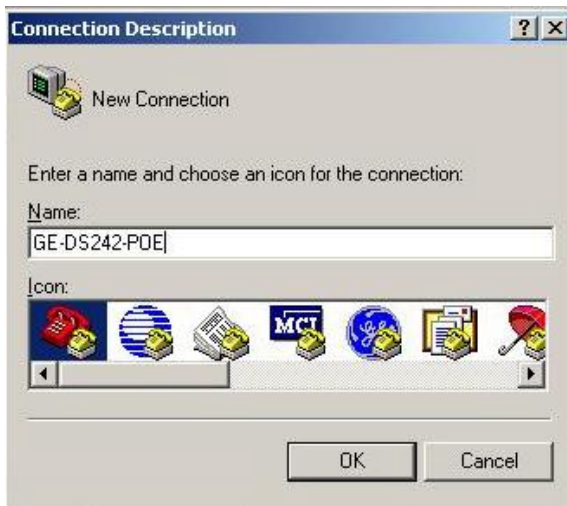 Connection Description
New Connection
Enter a name and choose an icon for the connection:
Name:
GE-DS242-POE
Icon:
MCI
OK Cancel